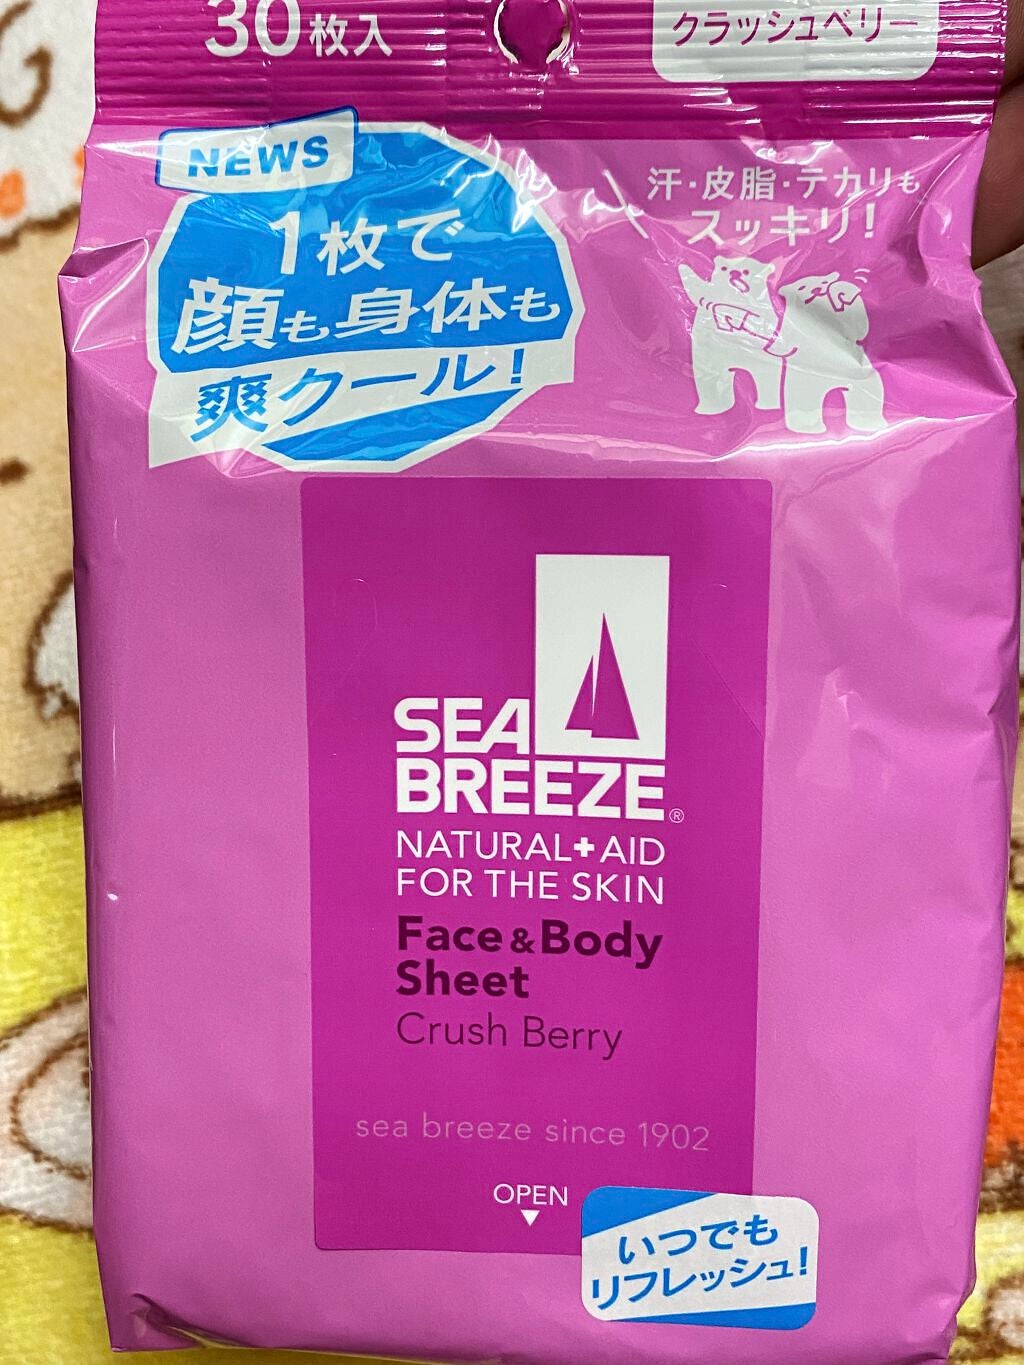 30枚入
クラッシュベリー
NEWS
1枚で
顔も身体も
爽クール!
汗・皮脂・テカリも
スッキリ!
SEA
BREEZE®
NATURAL+AID
FOR THE SKIN
Face&Body
Sheet
Crush Berry
sea breeze since 1902
OPEN
いつでも
リフレッシュ!